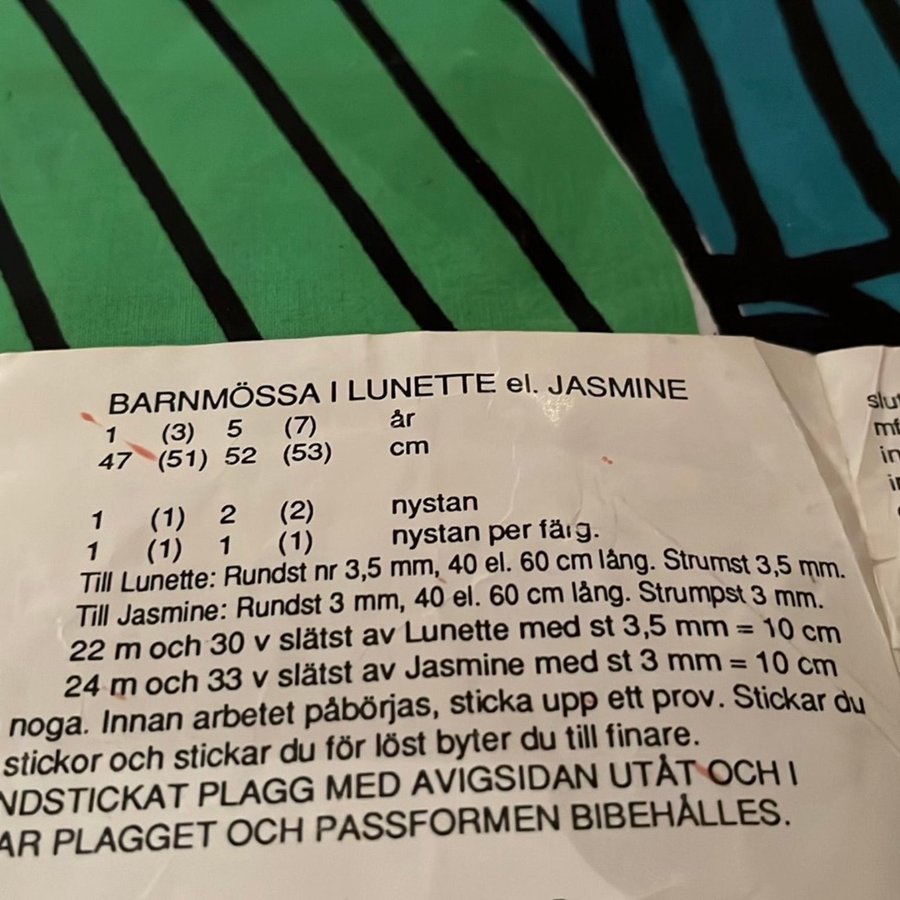 BARNMÖSSA I LUNETTE el. JASMINE
1 (3) 5 (7) år
47 (51) 52 (53) cm
1 (1) 2 (2) nystan
1 (1) 1 (1) nystan per färg.
Till Lunette: Rundst nr 3,5 mm, 40 el. 60 cm lång. Strumst 3,5 mm.
Till Jasmine: Rundst 3 mm, 40 el. 60 cm lång. Strumpst 3 mm.
22 m och 30 v slätst av Lunette med st 3,5 mm = 10 cm
24 m och 33 v slätst av Jasmine med st 3 mm = 10 cm
noga. Innan arbetet påbörjas, sticka upp ett prov. Stickar du
stickor och stickar du för löst byter du till finare.
NDSTICKAT PLAGG MED AVIGSIDAN UTÅT OCH I
AR PLAGGET OCH PASSFORMEN BIBEHÅLLES.
slut
in